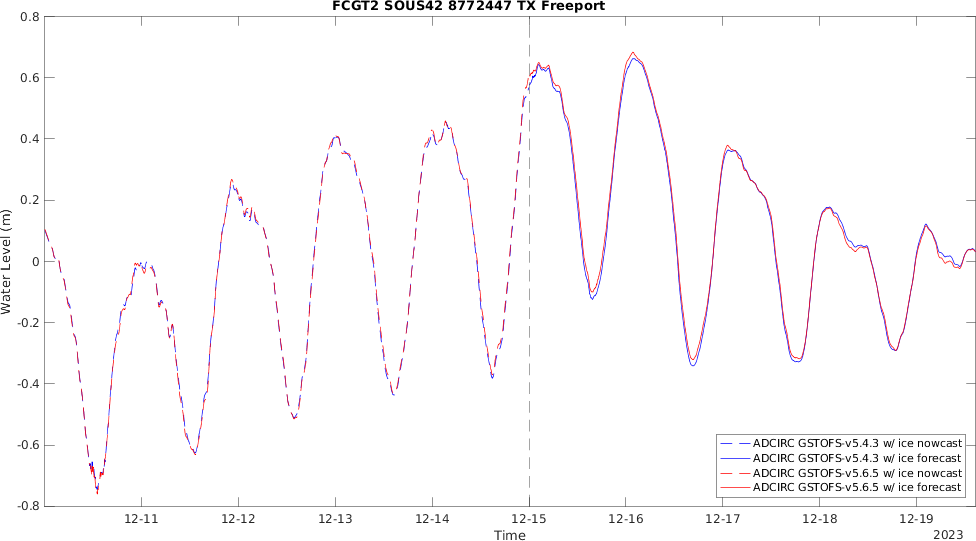 FCGT2 SOUS42 8772447 TX Freeport
0.8
0.6
0.4
0.2
0
-0.2
-0.4
-0.6
-0.8
Water Level (m)
12-11
12-12
12-13
12-14
12-15
12-16
12-17
12-18
12-19
Time
2023
ADCIRC GSTOFS-v5.4.3 w/ ice nowcast
ADCIRC GSTOFS-v5.4.3 w/ ice forecast
ADCIRC GSTOFS-v5.6.5 w/ ice nowcast
ADCIRC GSTOFS-v5.6.5 w/ ice forecast